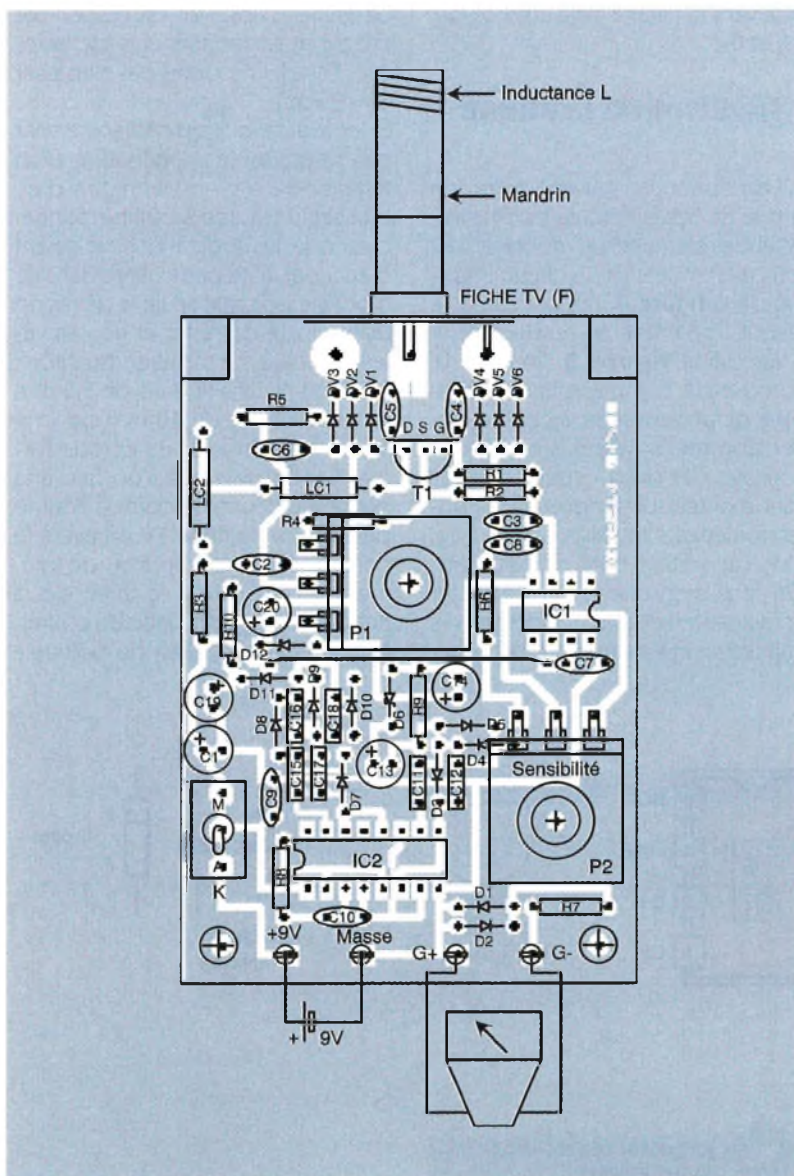 Inductance L
Mandrin
FICHE TV (F)
DV3
DV2
DV1
DV4
DV5
DV6
R5
C5
C4
D S G
C6
T1
LC2
LC1
R1
R2
R4
C3
C8
C2
R3
R10
C20
P1
R6
IC1
D12
C7
D11
D9
D8
C16
C18
D10
D6
R9
C14
C1
D5
D4
Sensibilité
C15
C17
D7
C13
C11
D3
C12
C9
M
A
K
IC2
P2
R8
C10
D1
D2
R7
+9V
Masse
G+
G-
+
9V